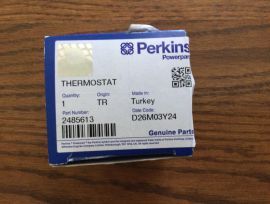 Perkins
Powerpart
THERMOSTAT
Quantity: Origin: Made in:
1 TR Turkey
Part Number: Date Code:
2485613 D26M03Y24
Genuine Parts